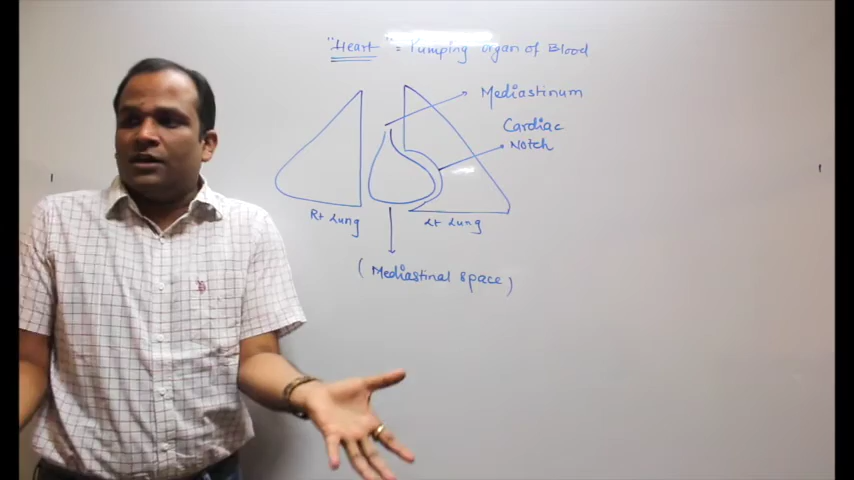 "Heart" = Pumping organ of Blood
Mediastinum
Cardiac
Notch
Rt Lung
Lt Lung
(Mediastinal space)